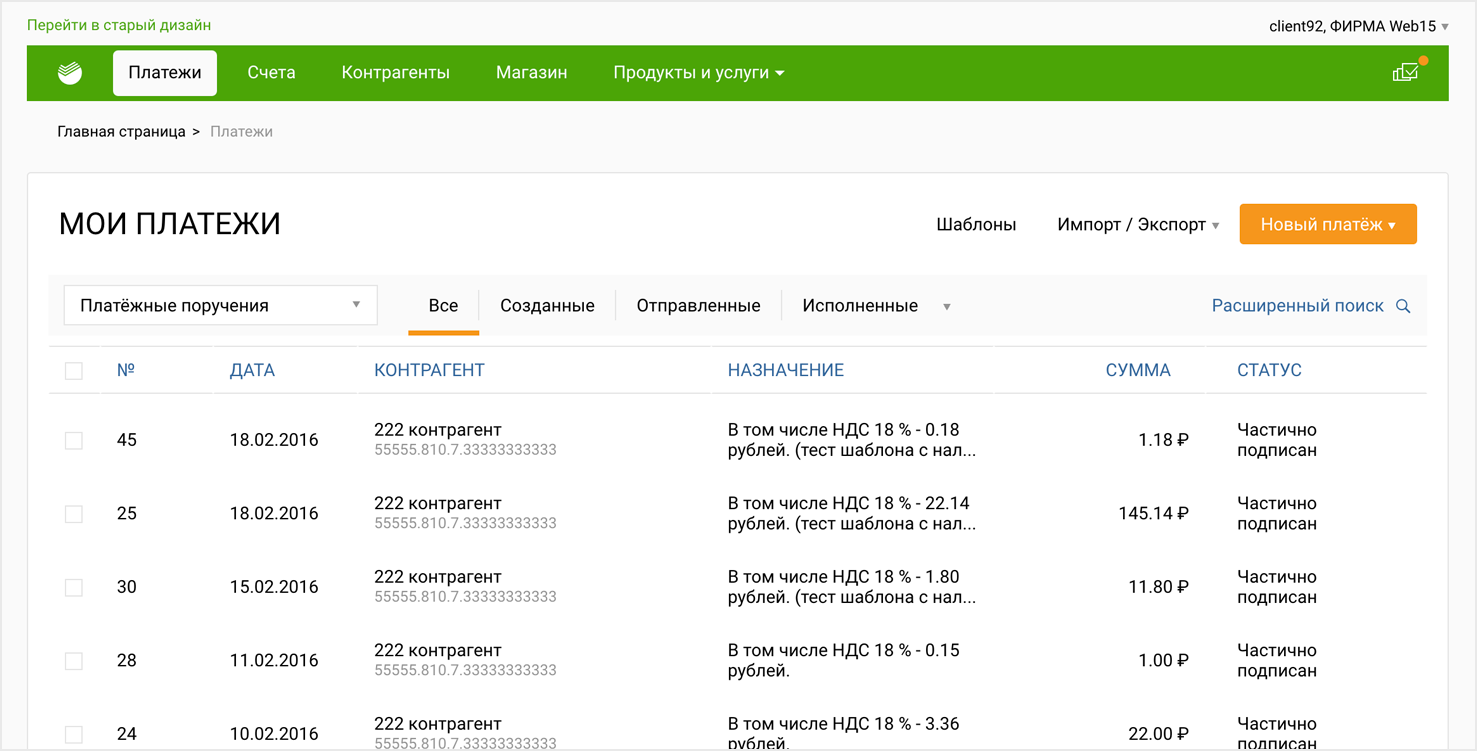 Перейти в старый дизайн
client92, ФИРМА Web15
Платежи
Счета
Контрагенты
Магазин
Продукты и услуги
Главная страница > Платежи
МОИ ПЛАТЕЖИ
Шаблоны
Импорт / Экспорт
Новый платёж
Платёжные поручения
Все
Созданные
Отправленные
Исполненные
Расширенный поиск
№
ДАТА
КОНТРАГЕНТ
НАЗНАЧЕНИЕ
СУММА
СТАТУС
45
18.02.2016
222 контрагент
55555.810.7.33333333333
В том числе НДС 18 % - 0.18
рублей. (тест шаблона с нал...
1.18 ₽
Частично
подписан
25
18.02.2016
222 контрагент
55555.810.7.33333333333
В том числе НДС 18 % - 22.14
рублей. (тест шаблона с нал...
145.14 ₽
Частично
подписан
30
15.02.2016
222 контрагент
55555.810.7.33333333333
В том числе НДС 18 % - 1.80
рублей. (тест шаблона с нал...
11.80 ₽
Частично
подписан
28
11.02.2016
222 контрагент
55555.810.7.33333333333
В том числе НДС 18 % - 0.15
рублей.
1.00 ₽
Частично
подписан
24
10.02.2016
222 контрагент
55555.810.7.33333333333
В том числе НДС 18 % - 3.36
рублей.
22.00 ₽
Частично
подписан